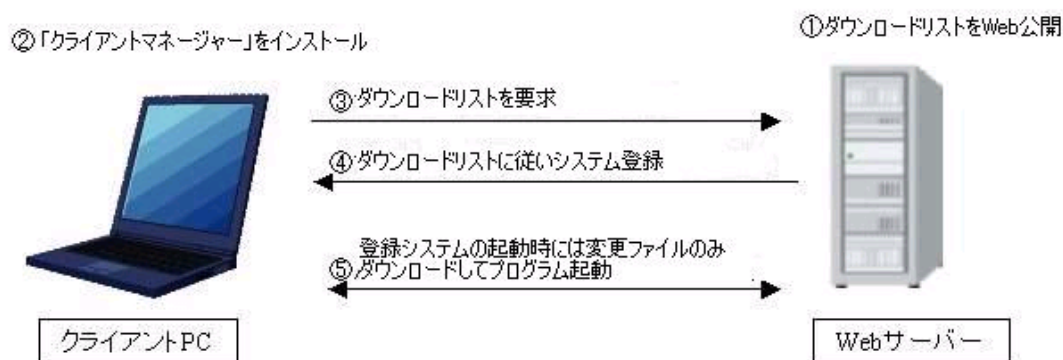 ①ダウンロードリストをWeb公開
②「クライアントマネージャー」をインストール
③ダウンロードリストを要求
④ダウンロードリストに従いシステム登録
登録システムの起動時には変更ファイルのみ
⑤ダウンロードしてプログラム起動
クライアントPC
Webサーバー